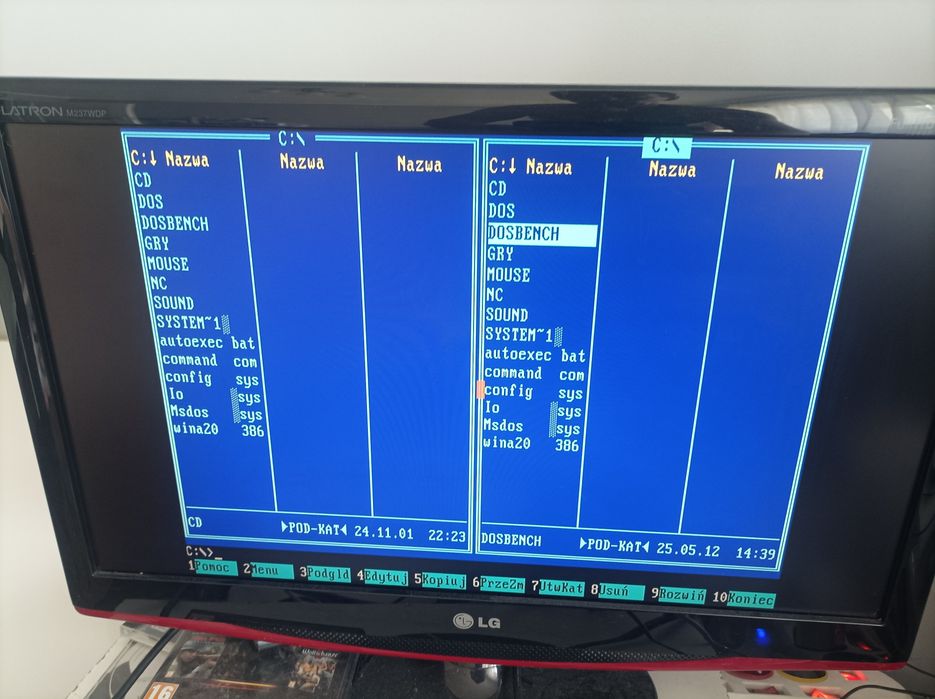 LATRON M237WDP
C:\
C:↓ Nazwa Nazwa Nazwa
CD
DOS
DOSBENCH
GRY
MOUSE
NC
SOUND
SYSTEM~1░
autoexec bat
command com
config sys
Io ░sys
Msdos ░sys
wina20 386
CD ►POD-KAT◄ 24.11.01 22:23
C:\
C:↓ Nazwa Nazwa Nazwa
CD
DOS
DOSBENCH
GRY
MOUSE
NC
SOUND
SYSTEM~1░
autoexec bat
command com
config sys
Io ░sys
Msdos ░sys
wina20 386
DOSBENCH ►POD-KAT◄ 25.05.12 14:39
C:\>_
1Pomoc 2Menu 3Podgld 4Edytuj 5Kopiuj 6PrzeZm 7UtwKat 8Usuń 9Rozwiń 10Koniec
LG
16